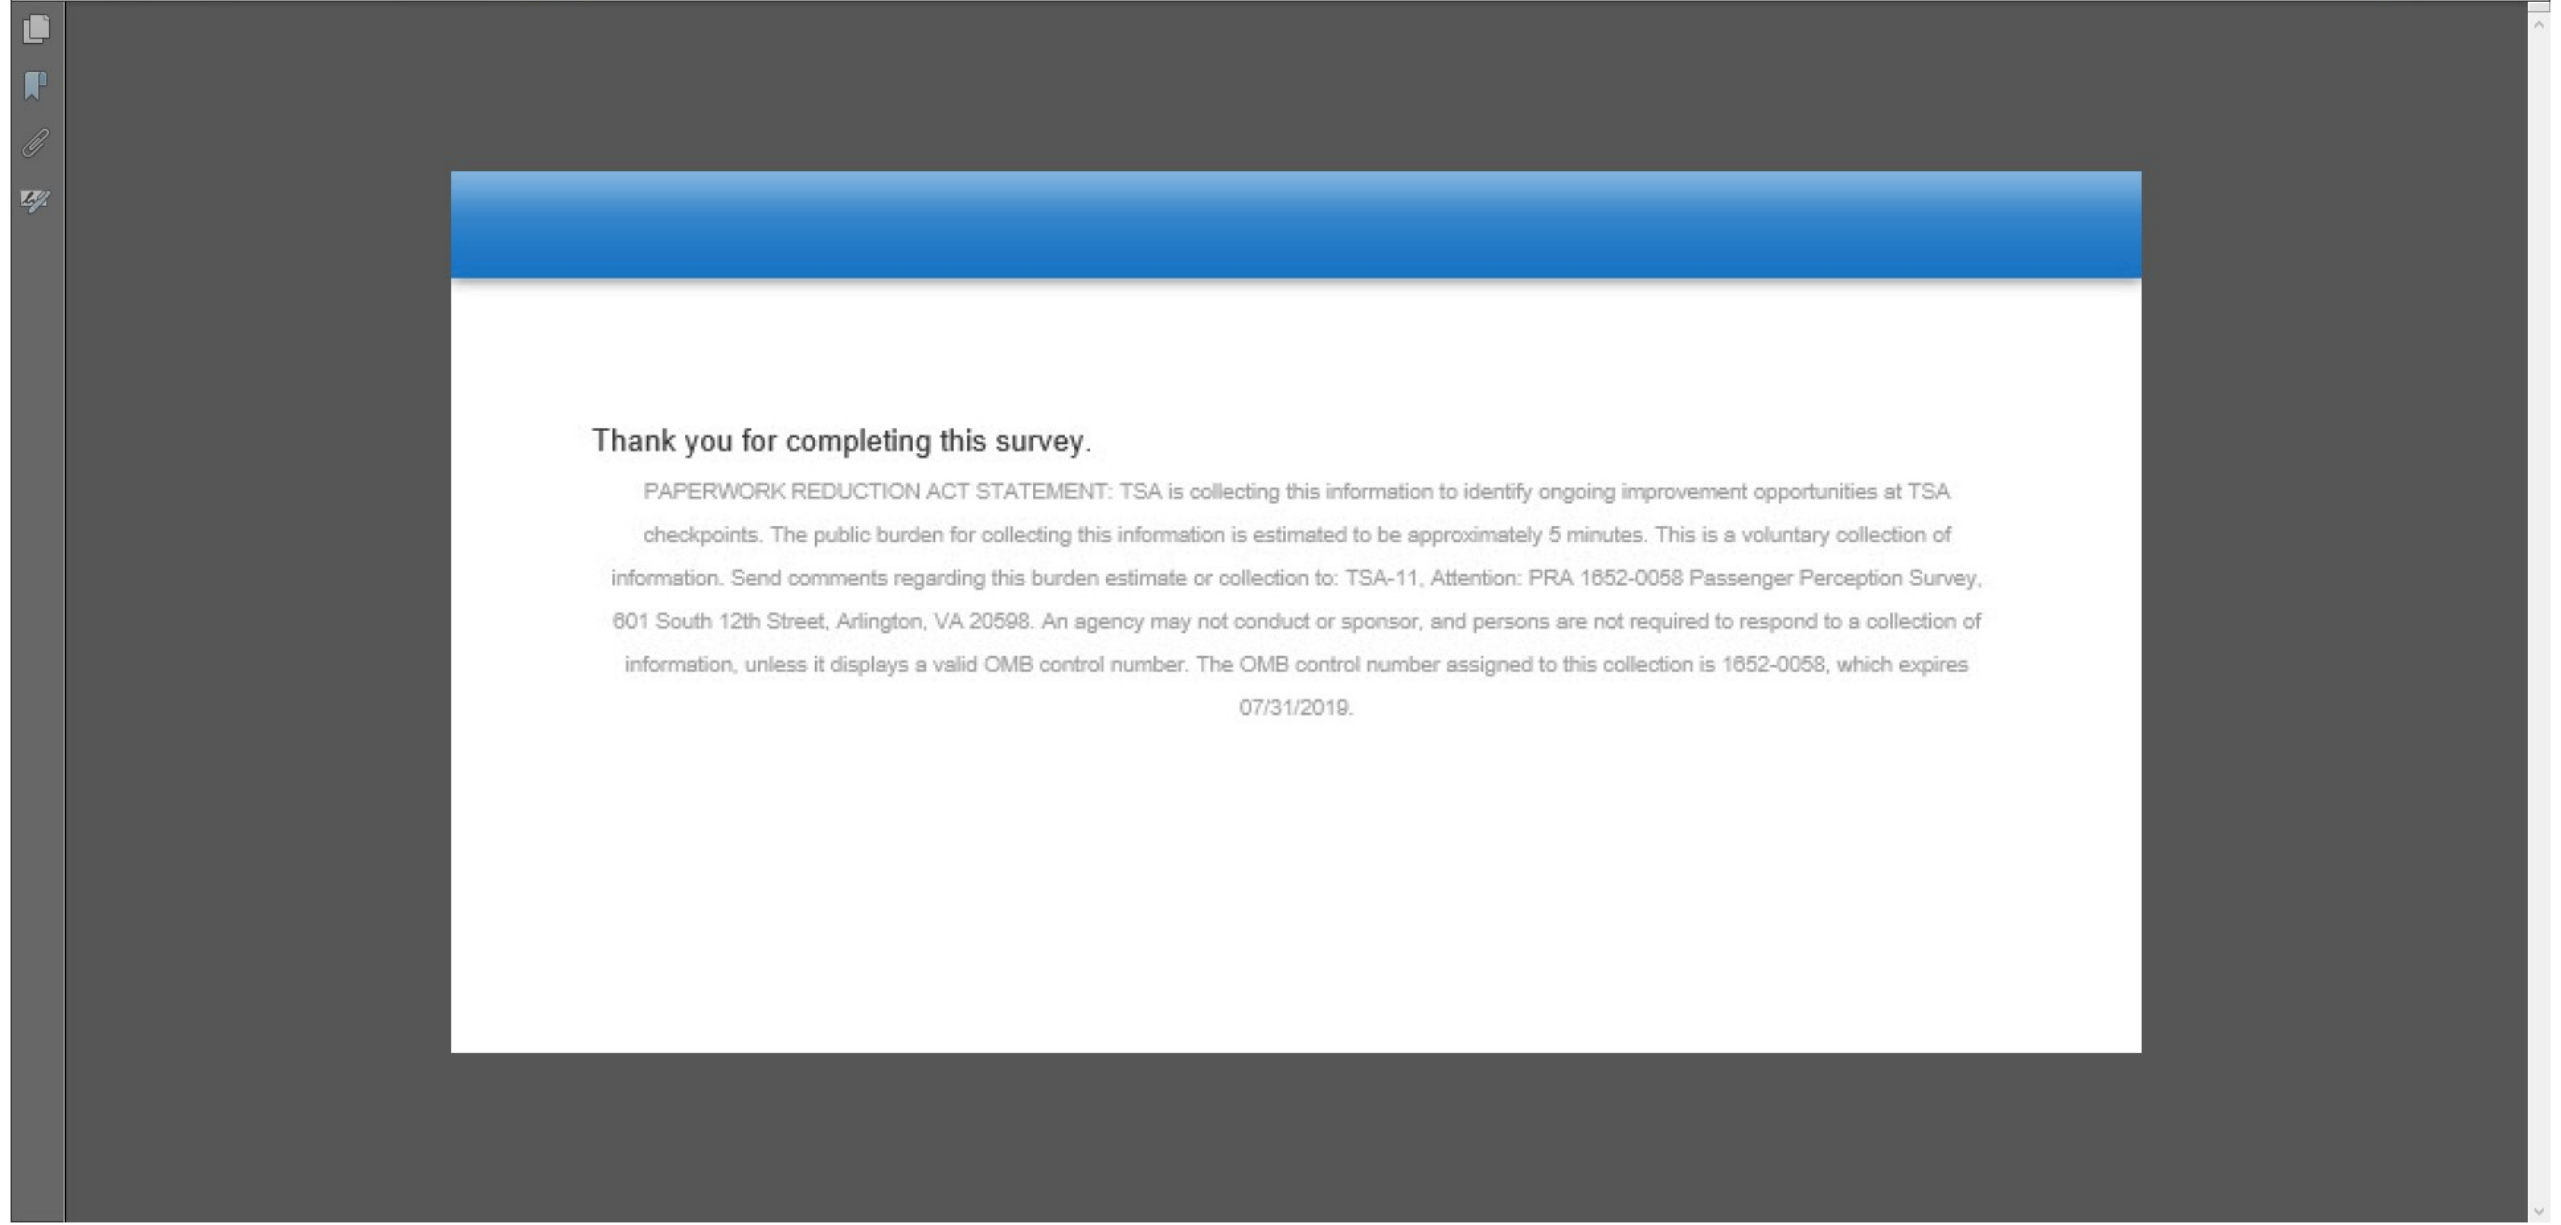 Thank you for completing this survey.
PAPERWORK REDUCTION ACT STATEMENT: TSA is collecting this information to identify ongoing improvement opportunities at TSA
checkpoints. The public burden for collecting this information is estimated to be approximately 5 minutes. This is a voluntary collection of
information. Send comments regarding this burden estimate or collection to: TSA-11, Attention: PRA 1652-0058 Passenger Perception Survey,
601 South 12th Street, Arlington, VA 20598. An agency may not conduct or sponsor, and persons are not required to respond to a collection of
information, unless it displays a valid OMB control number. The OMB control number assigned to this collection is 1652-0058, which expires
07/31/2019.